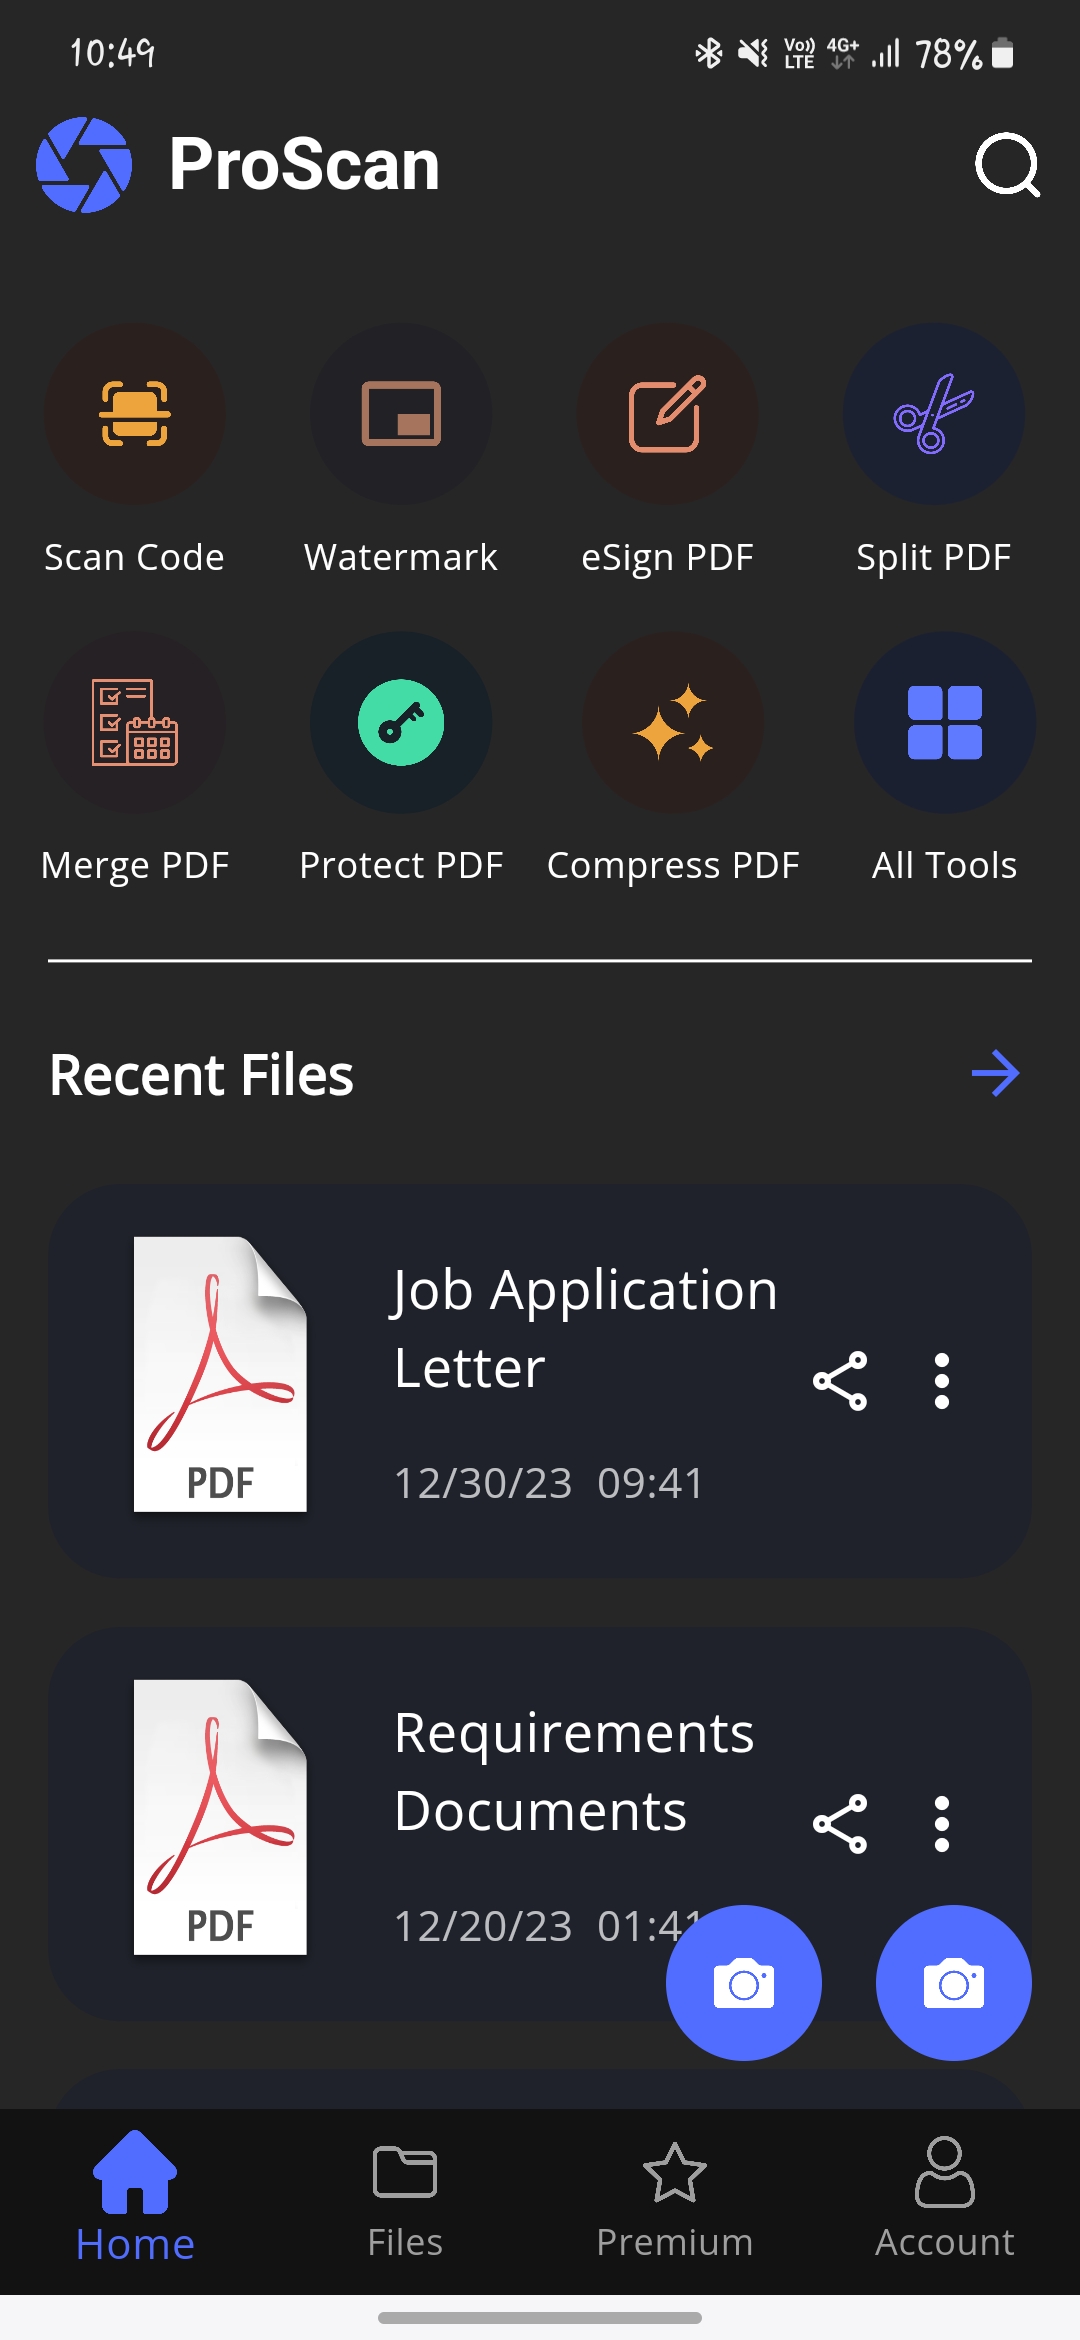 10:49 Vo)) LTE 4G+ 78%
ProScan
Scan Code Watermark eSign PDF Split PDF
Merge PDF Protect PDF Compress PDF All Tools
Recent Files
Job Application
Letter
12/30/23 09:41
PDF
Requirements
Documents
12/20/23 01:41
PDF
Home Files Premium Account